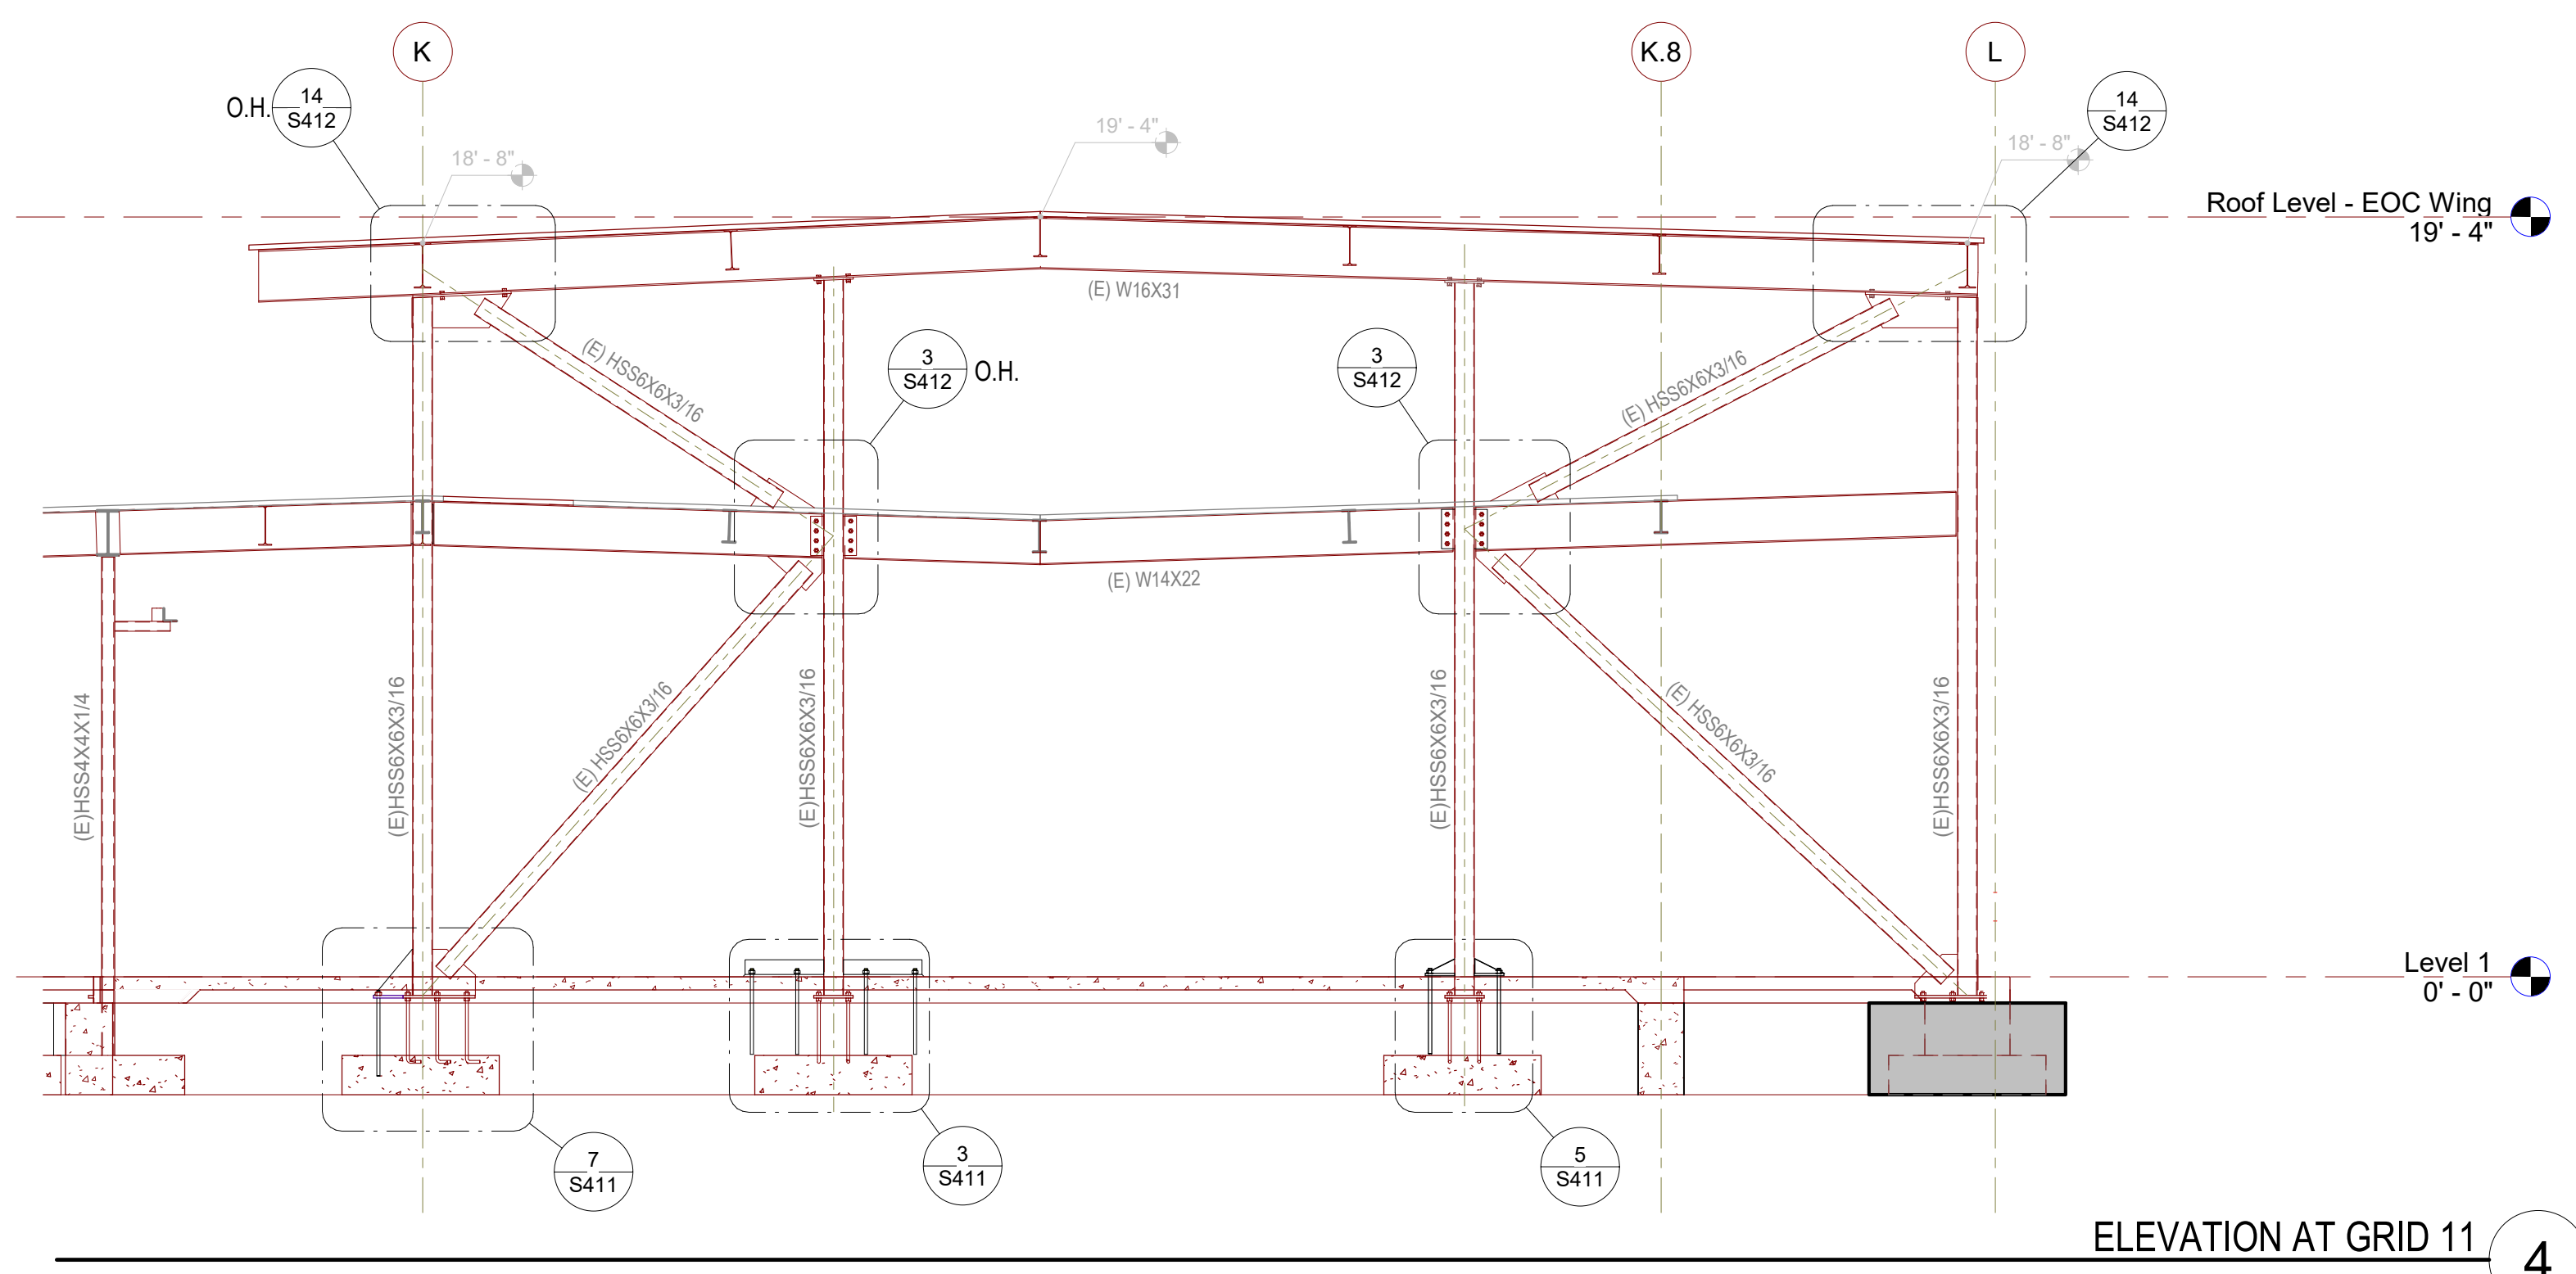 K
K.8
L
O.H.
14
S412
14
S412
19' - 4"
18' - 8"
18' - 8"
Roof Level - EOC Wing
19' - 4"
(E) W16X31
(E) HSS6X6X3/16
3
S412
O.H.
3
S412
(E) HSS6X6X3/16
(E) W14X22
(E)HSS4X4X1/4
(E)HSS6X6X3/16
(E) HSS6X6X3/16
(E)HSS6X6X3/16
(E)HSS6X6X3/16
(E) HSS6X6X3/16
(E)HSS6X6X3/16
Level 1
0' - 0"
7
S411
3
S411
5
S411
ELEVATION AT GRID 11
4